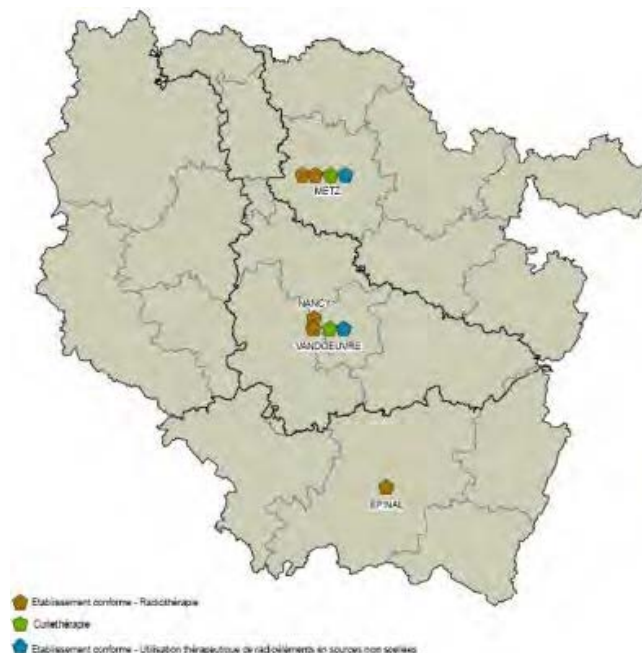 METZ
NANCY
VANDOEUVRE
EPINAL
Etablissement conforme - Radiothérapie
Curiethérapie
Etablissement conforme - Utilisation thérapeutique de radioéléments en sources non scellées